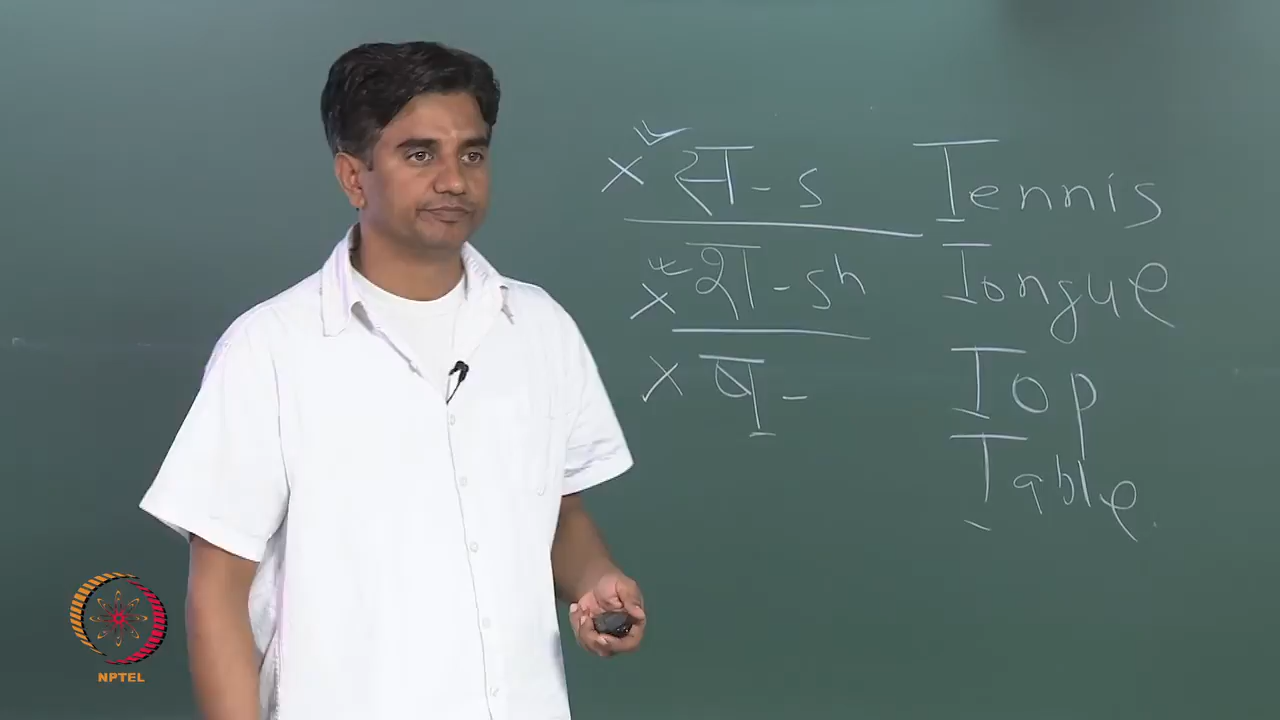 स - s Tennis
श - sh Tongue
ष - Top
Table
NPTEL